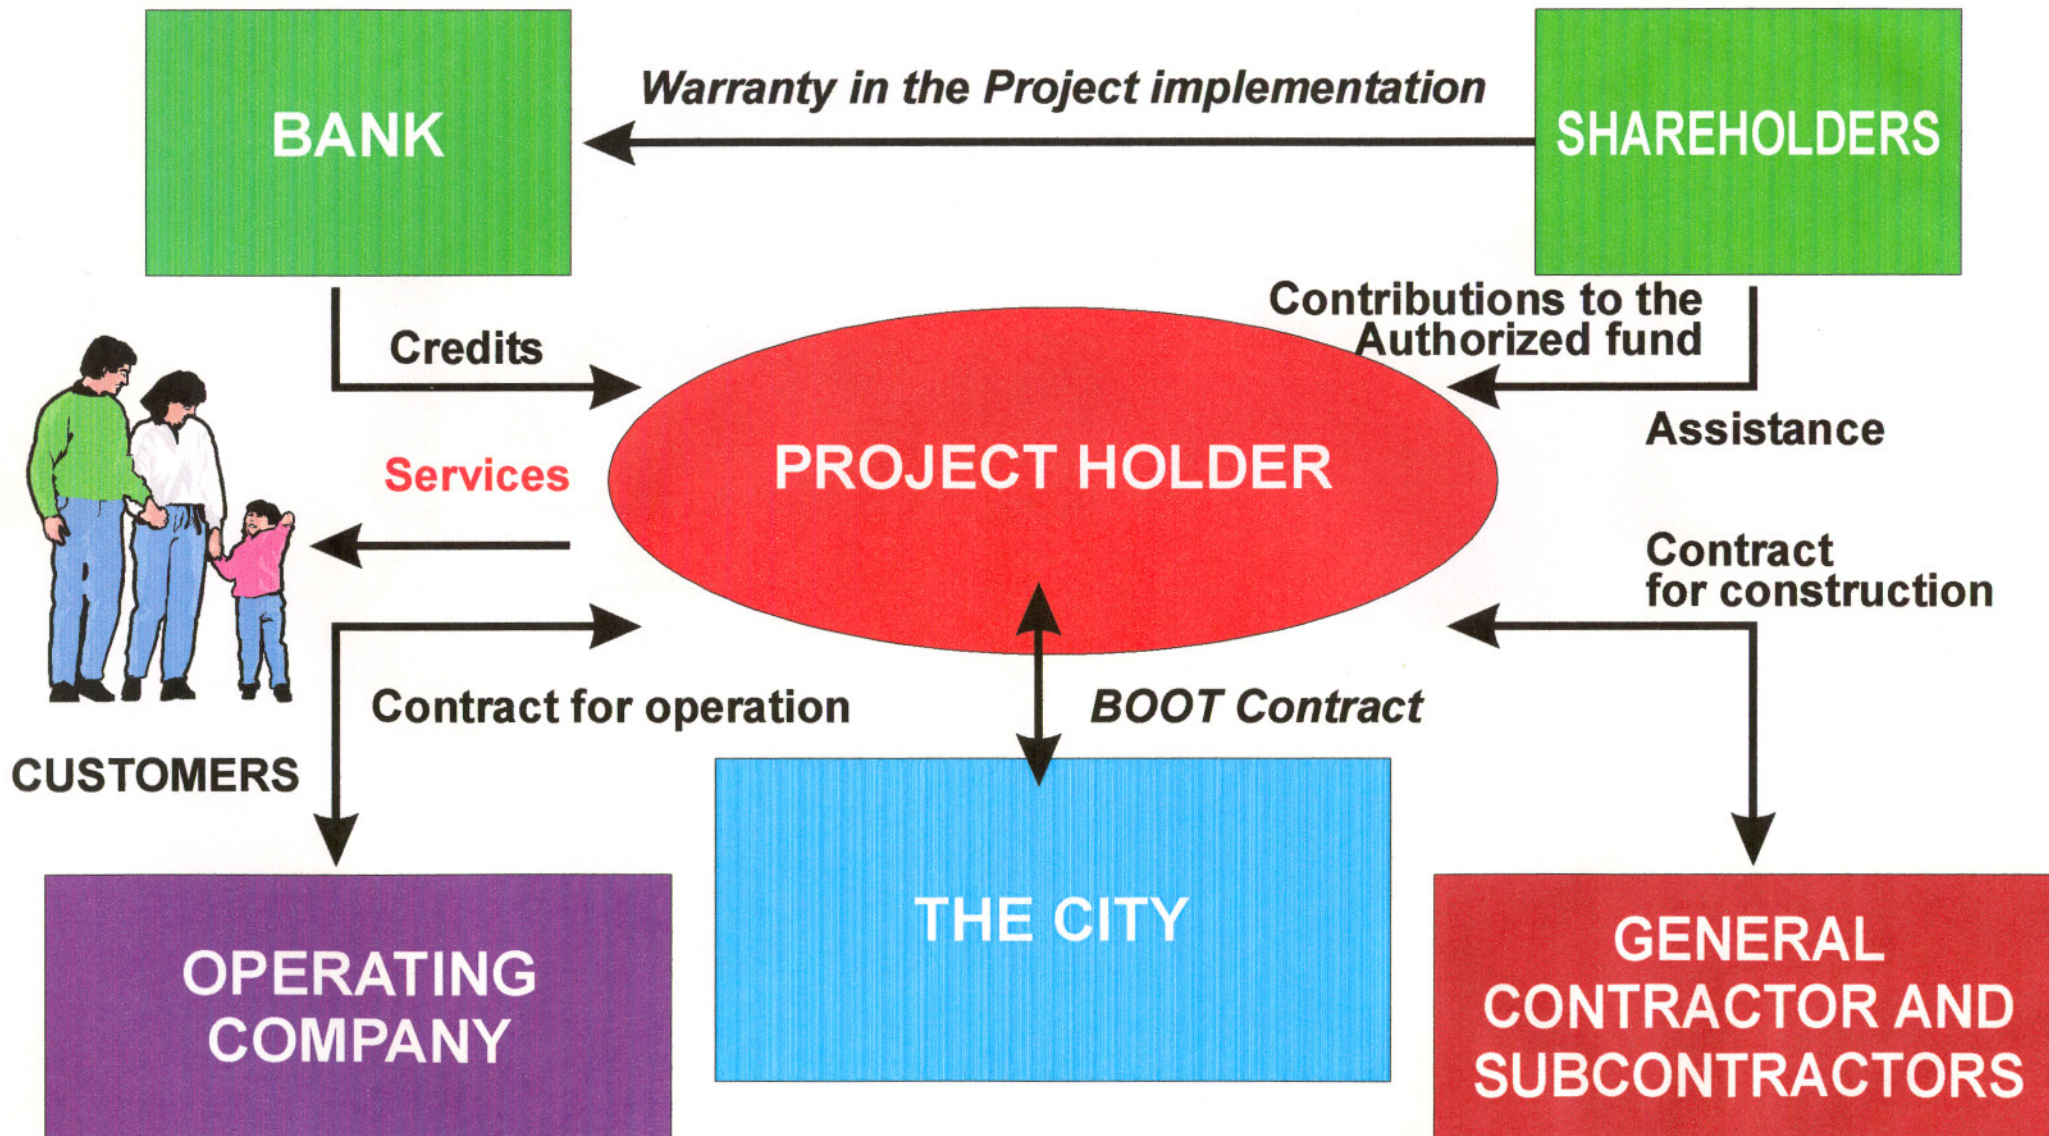 BANK
Warranty in the Project implementation
SHAREHOLDERS
Credits
Contributions to the
Authorized fund
Assistance
Services
PROJECT HOLDER
Contract
for construction
Contract for operation
BOOT Contract
CUSTOMERS
OPERATING
COMPANY
THE CITY
GENERAL
CONTRACTOR AND
SUBCONTRACTORS